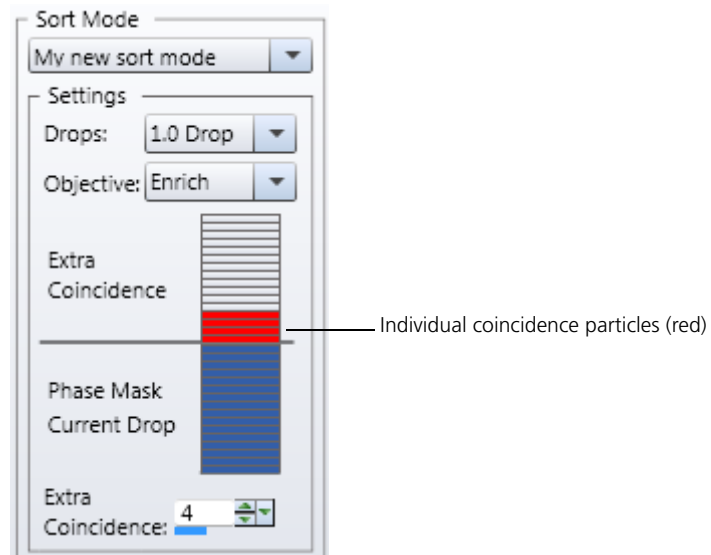 Sort Mode
My new sort mode
Settings
Drops: 1.0 Drop
Objective: Enrich
Extra
Coincidence
Individual coincidence particles (red)
Phase Mask
Current Drop
Extra
Coincidence: 4